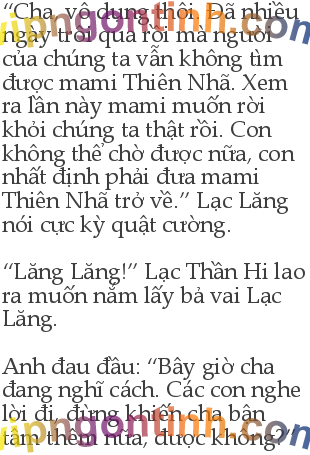 “Cha, vô dụng thôi. Đã nhiều
ngày trôi qua rồi mà người
của chúng ta vẫn không tìm
được mami Thiên Nhã. Xem
ra lần này mami muốn rời
khỏi chúng ta thật rồi. Con
không thể chờ được nữa, con
nhất định phải đưa mami
Thiên Nhã trở về.” Lạc Lăng
nói cực kỳ quật cường.
“Lăng Lăng!” Lạc Thần Hi lao
ra muốn nắm lấy bả vai Lạc
Lăng.
Anh đau đầu: “Bây giờ cha
đang nghĩ cách. Các con nghe
lời đi, đừng khiến cha bận
tâm thêm nữa, được không?”
vipngontinh.com
vipngontinh.com